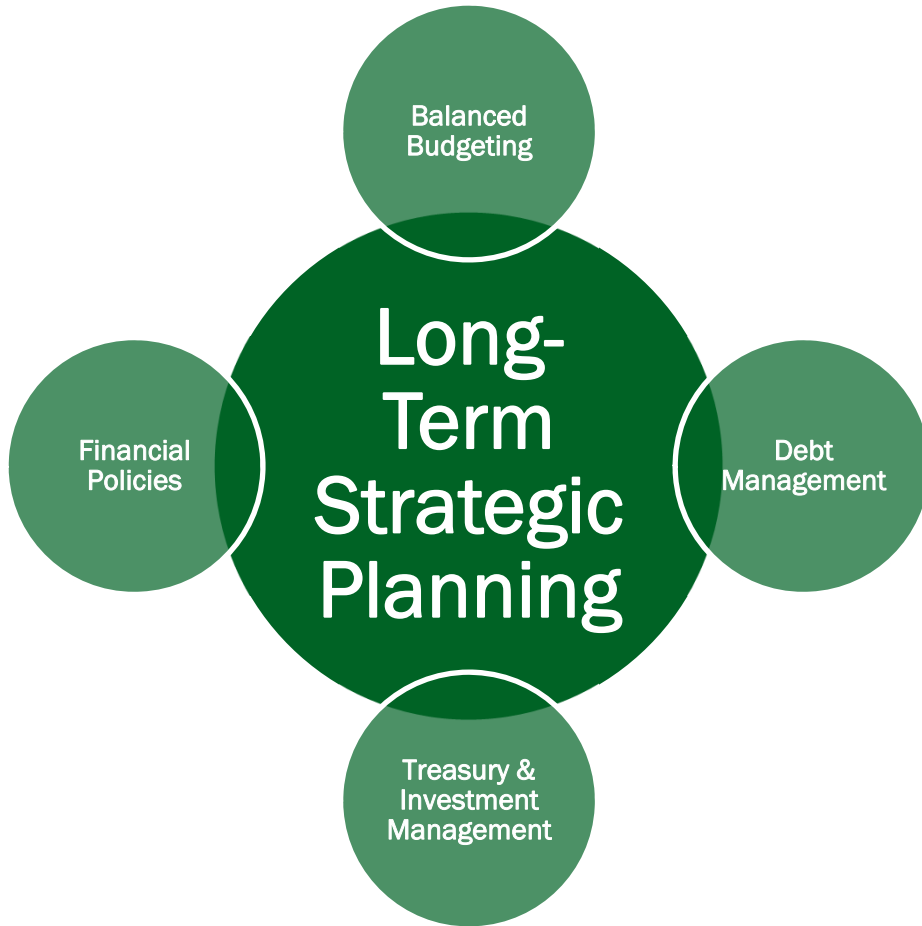 Balanced
Budgeting
Long-
Term
Strategic
Planning
Financial
Policies
Debt
Management
Treasury &
Investment
Management